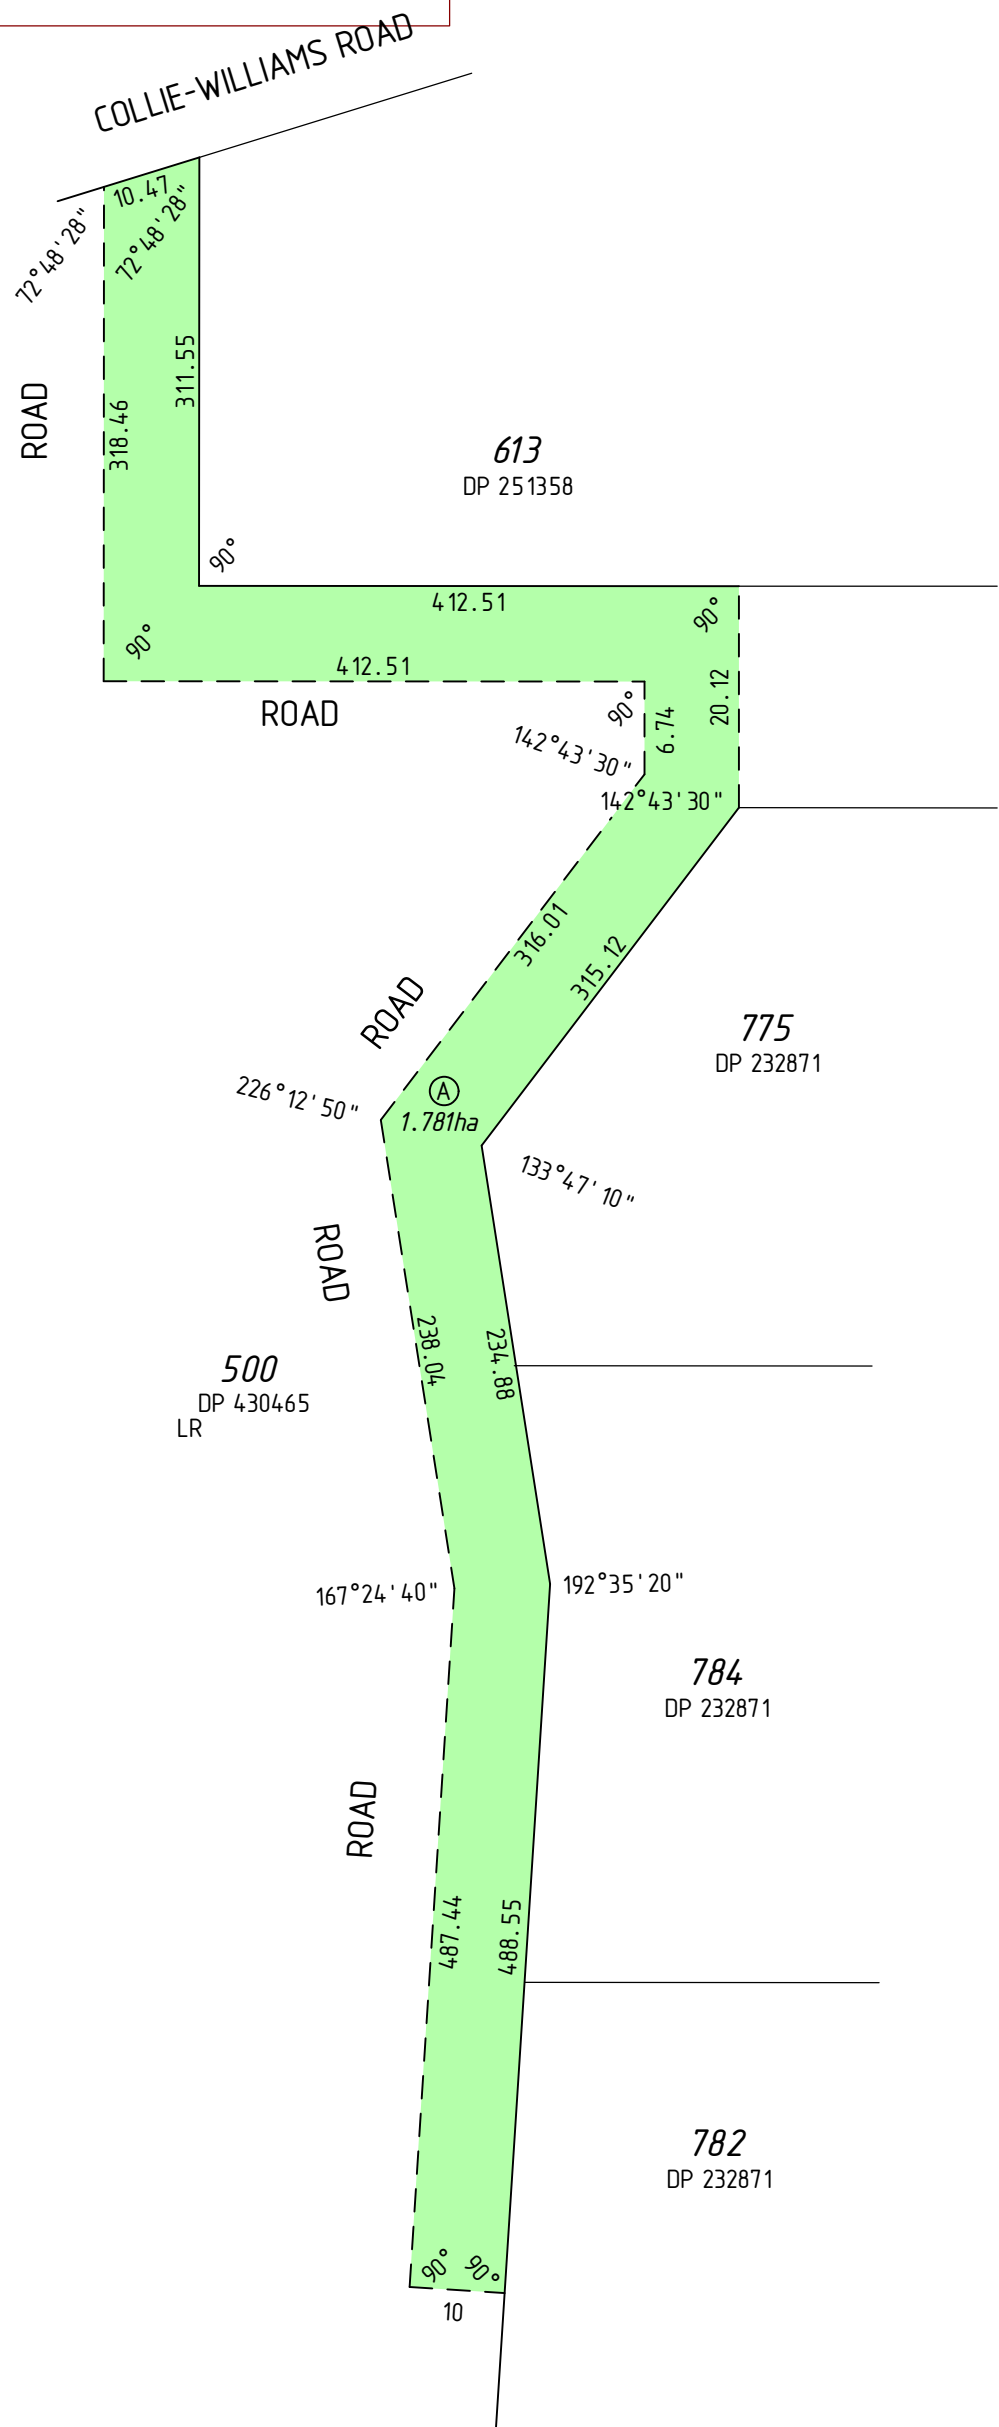 COLLIE-WILLIAMS ROAD
10.47
72°48'28"
72°48'28"
311.55
ROAD
318.46
613
DP 251358
90°
412.51
90°
90°
412.51
ROAD
90°
20.12
6.74
142°43'30"
142°43'30"
316.01
315.12
ROAD
775
DP 232871
226°12'50"
A
1.781ha
133°47'10"
ROAD
238.04
234.88
500
DP 430465
LR
167°24'40"
192°35'20"
784
DP 232871
ROAD
487.44
488.55
782
DP 232871
90°
90°
10